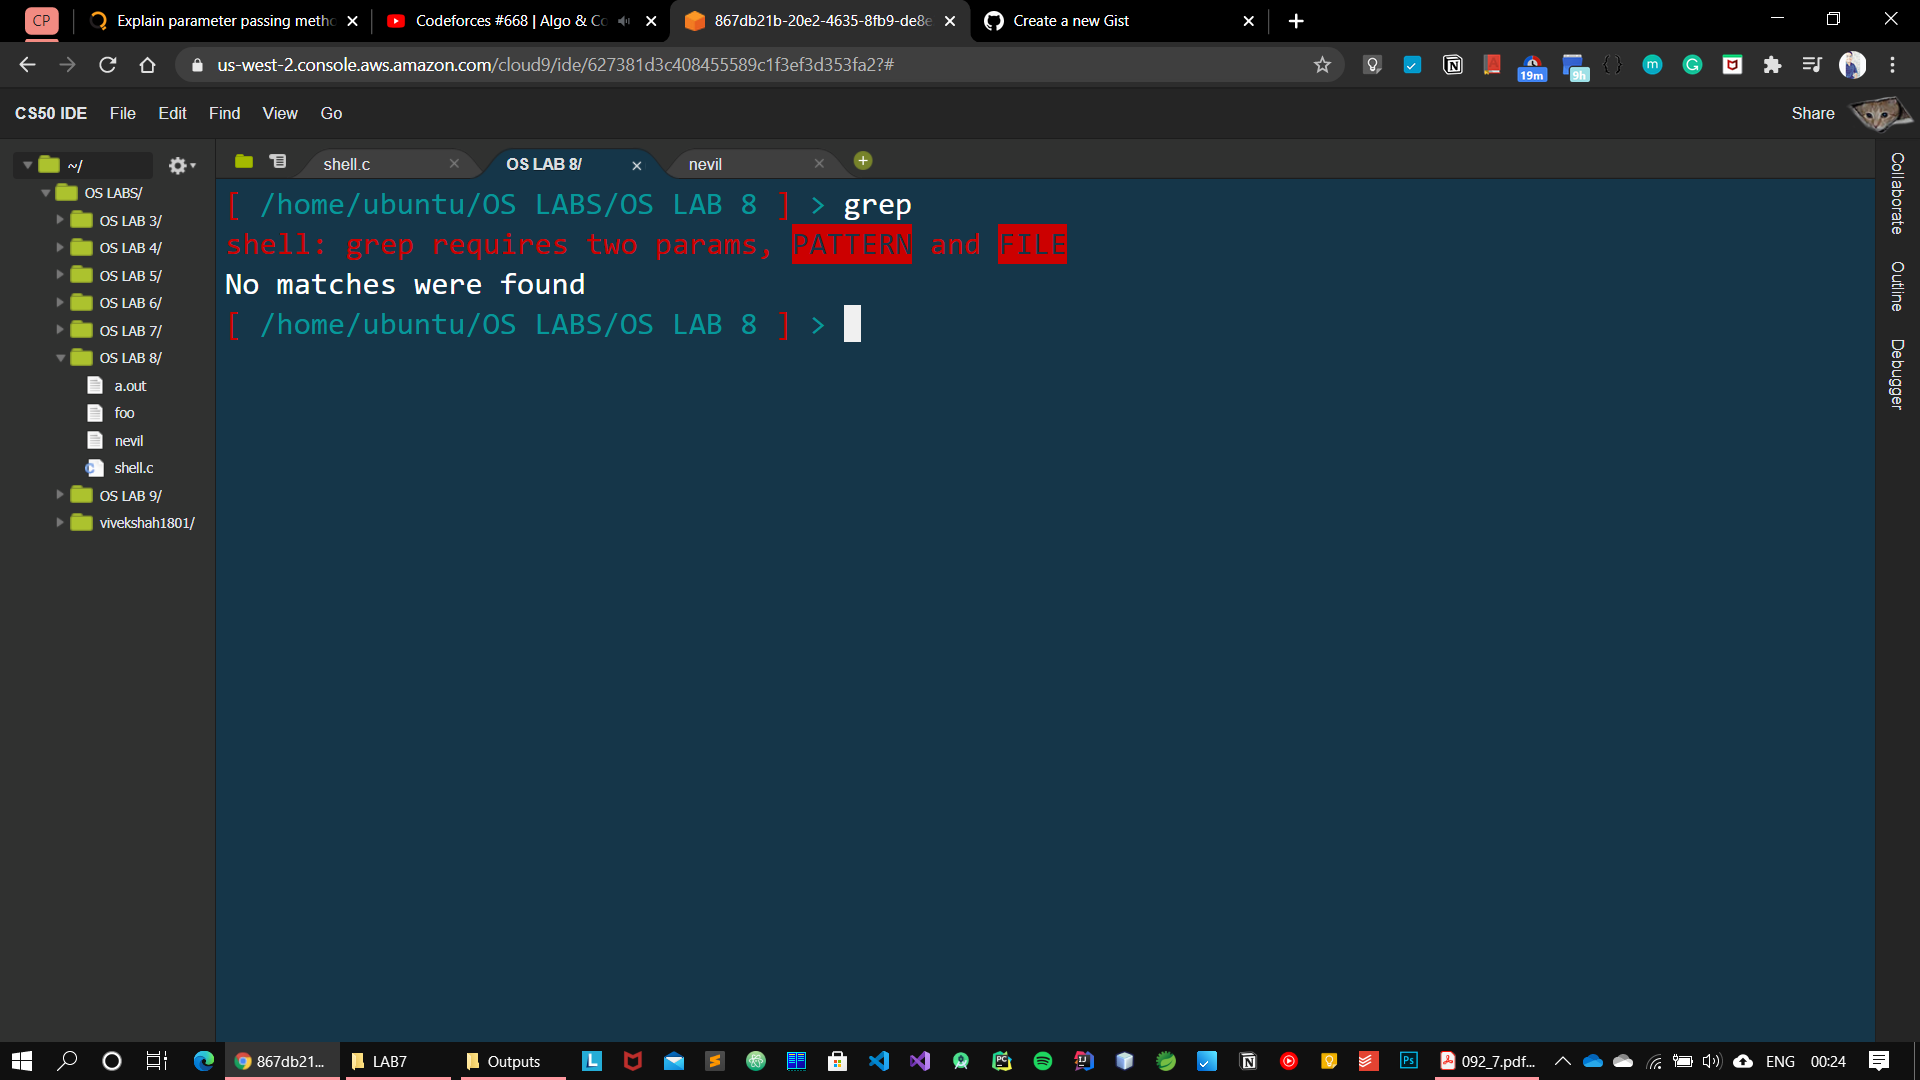 CP
Explain parameter passing metho
Codeforces #668 | Algo & Co
867db21b-20e2-4635-8fb9-de8e
Create a new Gist
us-west-2.console.aws.amazon.com/cloud9/ide/627381d3c408455589c1f3ef3d353fa2?#
19m
9h
CS50 IDE File Edit Find View Go
Share
~/
OS LABS/
OS LAB 3/
OS LAB 4/
OS LAB 5/
OS LAB 6/
OS LAB 7/
OS LAB 8/
a.out
foo
nevil
shell.c
OS LAB 9/
vivekshah1801/
shell.c
OS LAB 8/
nevil
[ /home/ubuntu/OS LABS/OS LAB 8 ] > grep
shell: grep requires two params, PATTERN and FILE
No matches were found
[ /home/ubuntu/OS LABS/OS LAB 8 ] >
Collaborate
Outline
Debugger
867db21...
LAB7
Outputs
L
PC
IJ
Ps
092_7.pdf...
ENG
00:24